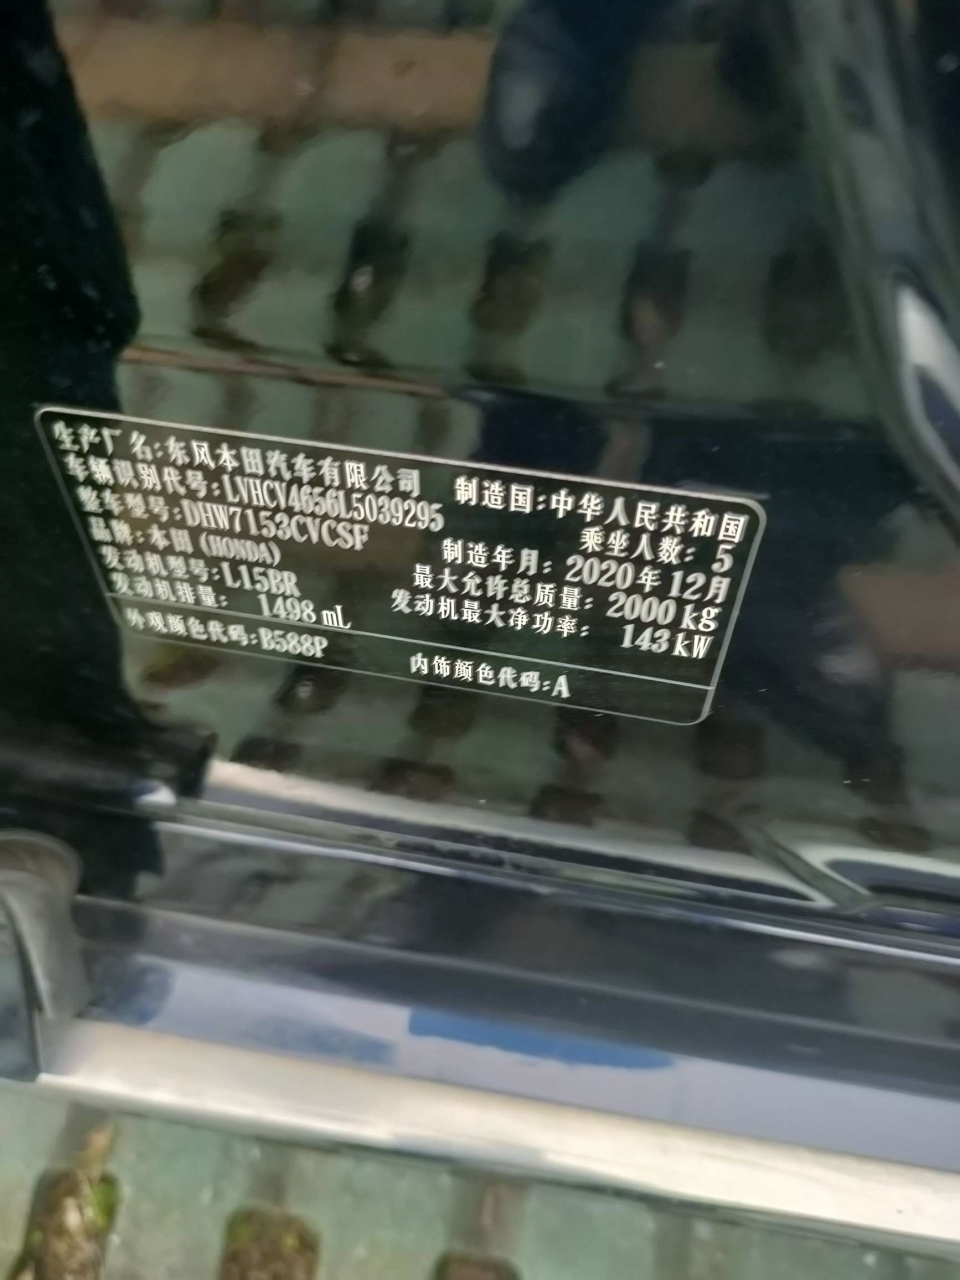 生产厂名:东风本田汽车有限公司 制造国:中华人民共和国
车辆识别代号:LVHCV4656L5039295 乘坐人数: 5
整车型号:DHW7153CVCSF 制造年月: 2020年12月
品牌:本田(HONDA) 最大允许总质量: 2000 kg
发动机型号:L15BR 发动机最大净功率: 143 kW
发动机排量: 1498 mL
外观颜色代码:B588P 内饰颜色代码:A